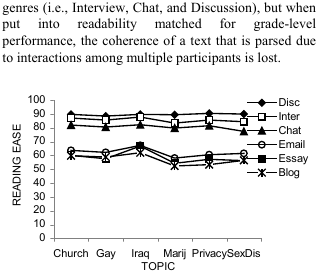 genres (i.e., Interview, Chat, and Discussion), but when
put into readability matched for grade-level
performance, the coherence of a text that is parsed due
to interactions among multiple participants is lost.
100
90
80
70
60
50
40
30
20
10
0
READING EASE
Church Gay Iraq Marij PrivacySexDis
TOPIC
Disc
Inter
Chat
Email
Essay
Blog